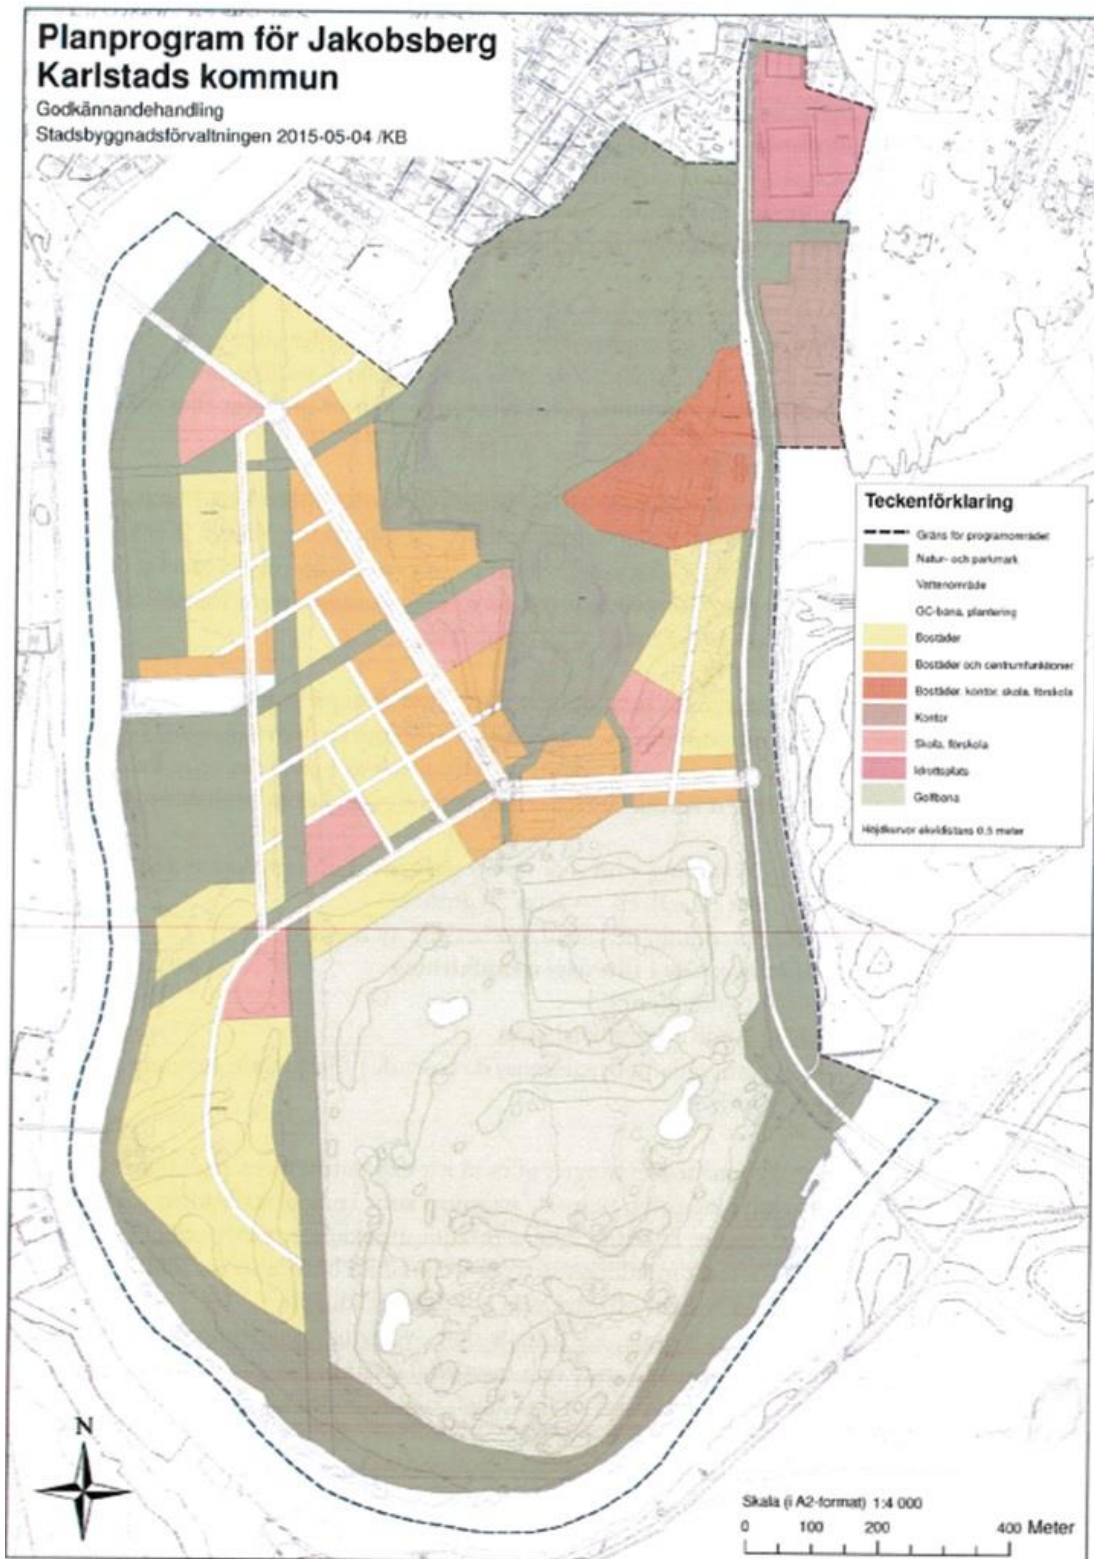 Planprogram för Jakobsberg
Karlstads kommun
Godkännandehandling
Stadsbyggnadsförvaltningen 2015-05-04 /KB
Teckenförklaring
Gräns för programområdet
Natur- och parkmark
Vattenområde
GC-bana, plantering
Bostäder
Bostäder och centrumfunktioner
Bostäder, kontor, skola, förskola
Kontor
Skola, förskola
Idrottsplats
Golfbana
Höjdkurvor ekvidistans 0,5 meter
N
Skala (i A2-format) 1:4 000
0 100 200 400 Meter